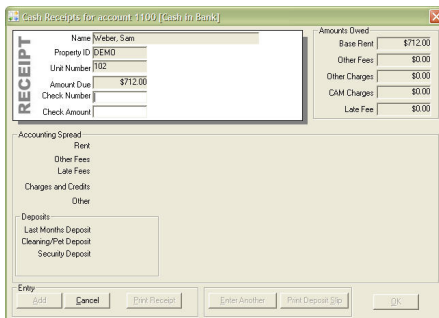 Cash Receipts for account 1100 [Cash in Bank]
RECEIPT
Name Weber, Sam
Property ID DEMO
Unit Number 102
Amount Due $712.00
Check Number
Check Amount
Amounts Owed
Base Rent $712.00
Other Fees $0.00
Other Charges $0.00
CAM Charges $0.00
Late Fee $0.00
Accounting Spread
Rent
Other Fees
Late Fees
Charges and Credits
Other
Deposits
Last Months Deposit
Cleaning/Pet Deposit
Security Deposit
Entry
Add Cancel Print Receipt Enter Another Print Deposit Slip OK